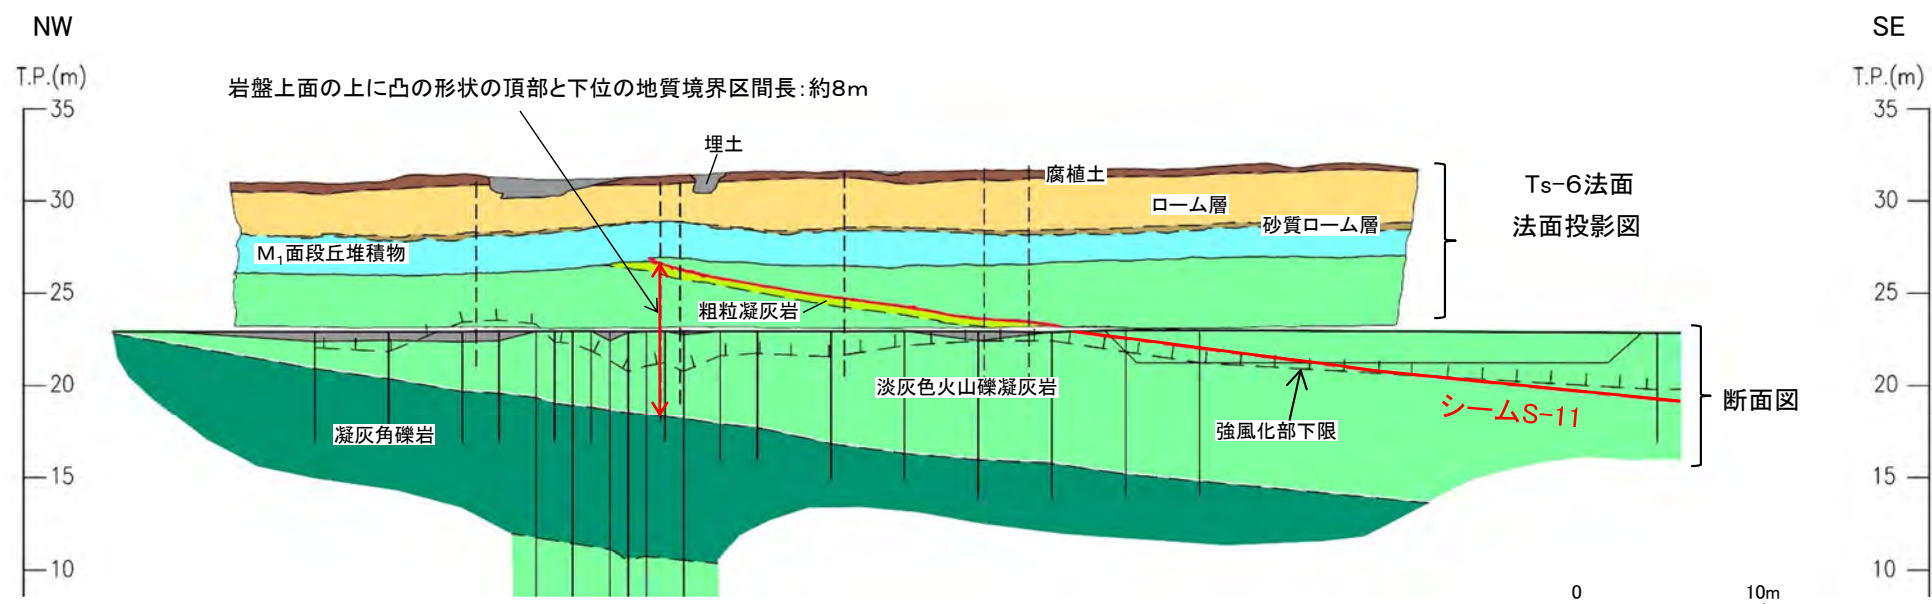 NW
SE
T.P.(m)
T.P.(m)
岩盤上面の上に凸の形状の頂部と下位の地質境界区間長：約8m
35
35
埋土
腐植土
Ts-6法面
法面投影図
30
30
ローム層
砂質ローム層
M₁面段丘堆積物
25
25
粗粒凝灰岩
20
20
淡灰色火山礫凝灰岩
断面図
シームS-11
強風化部下限
凝灰角礫岩
15
15
10
10
0
10m